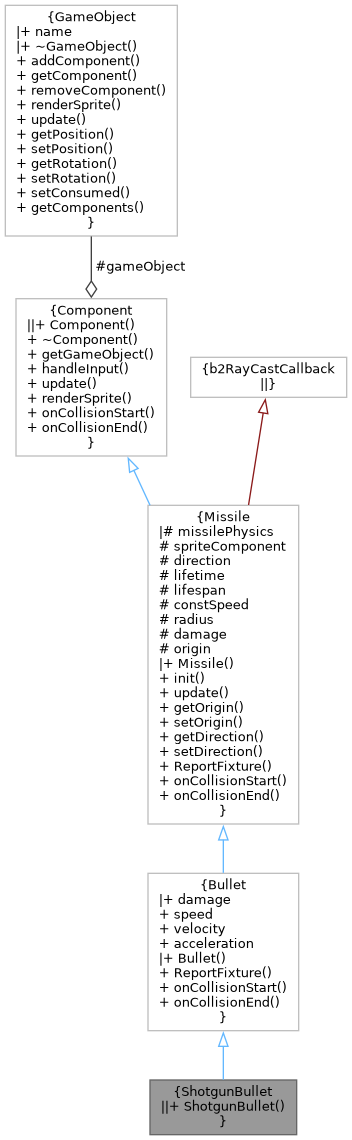 {GameObject
|+ name
|+ ~GameObject()
+ addComponent()
+ getComponent()
+ removeComponent()
+ renderSprite()
+ update()
+ getPosition()
+ setPosition()
+ getRotation()
+ setRotation()
+ setConsumed()
+ getComponents()
}
#gameObject
{Component
||+ Component()
+ ~Component()
+ getGameObject()
+ handleInput()
+ update()
+ renderSprite()
+ onCollisionStart()
+ onCollisionEnd()
}
{b2RayCastCallback
||}
{Missile
|# missilePhysics
# spriteComponent
# direction
# lifetime
# lifespan
# constSpeed
# radius
# damage
# origin
|+ Missile()
+ init()
+ update()
+ getOrigin()
+ setOrigin()
+ getDirection()
+ setDirection()
+ ReportFixture()
+ onCollisionStart()
+ onCollisionEnd()
}
{Bullet
|+ damage
+ speed
+ velocity
+ acceleration
|+ Bullet()
+ ReportFixture()
+ onCollisionStart()
+ onCollisionEnd()
}
{ShotgunBullet
||+ ShotgunBullet()
}